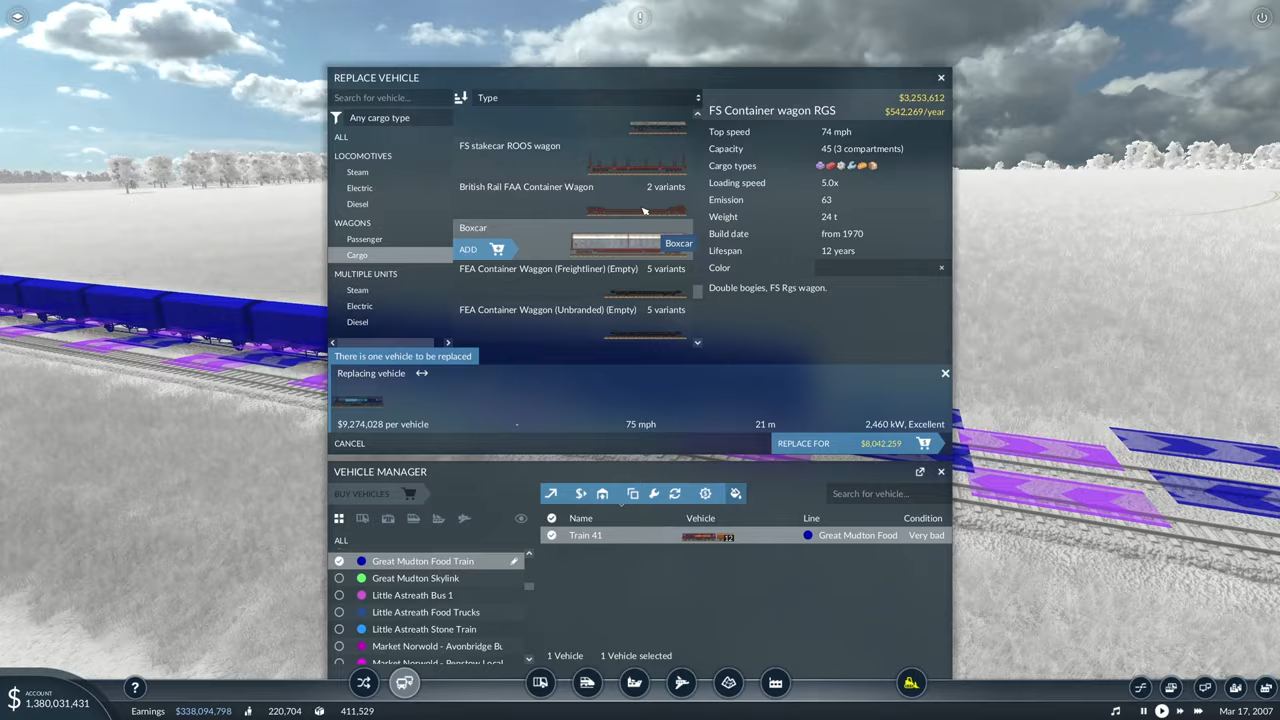 REPLACE VEHICLE
Search for vehicle...
Type
Any cargo type
ALL
LOCOMOTIVES
Steam
Electric
Diesel
WAGONS
Passenger
Cargo
MULTIPLE UNITS
Steam
Electric
Diesel
FS stakecar ROOS wagon
British Rail FAA Container Wagon 2 variants
Boxcar
ADD
Boxcar
FEA Container Waggon (Freightliner) (Empty) 5 variants
FEA Container Waggon (Unbranded) (Empty) 5 variants
$3,253,612
FS Container wagon RGS
$542,269/year
Top speed 74 mph
Capacity 45 (3 compartments)
Cargo types
Loading speed 5.0x
Emission 63
Weight 24 t
Build date from 1970
Lifespan 12 years
Color
Double bogies, FS Rgs wagon.
There is one vehicle to be replaced
Replacing vehicle
$9,274,028 per vehicle - 75 mph 21 m 2,460 kW, Excellent
CANCEL
REPLACE FOR $8,042,259
VEHICLE MANAGER
BUY VEHICLES
Search for vehicle...
Name Vehicle Line Condition
ALL
Train 41 12 Great Mudton Food Very bad
Great Mudton Food Train
Great Mudton Skylink
Little Astreath Bus 1
Little Astreath Food Trucks
Little Astreath Stone Train
Market Norwold - Avonbridge Bu
Market Norwold - Penstow Local
1 Vehicle 1 Vehicle selected
$ ACCOUNT
1,380,031,431
?
Earnings $338,094,798 220,704 411,529
Mar 17, 2007